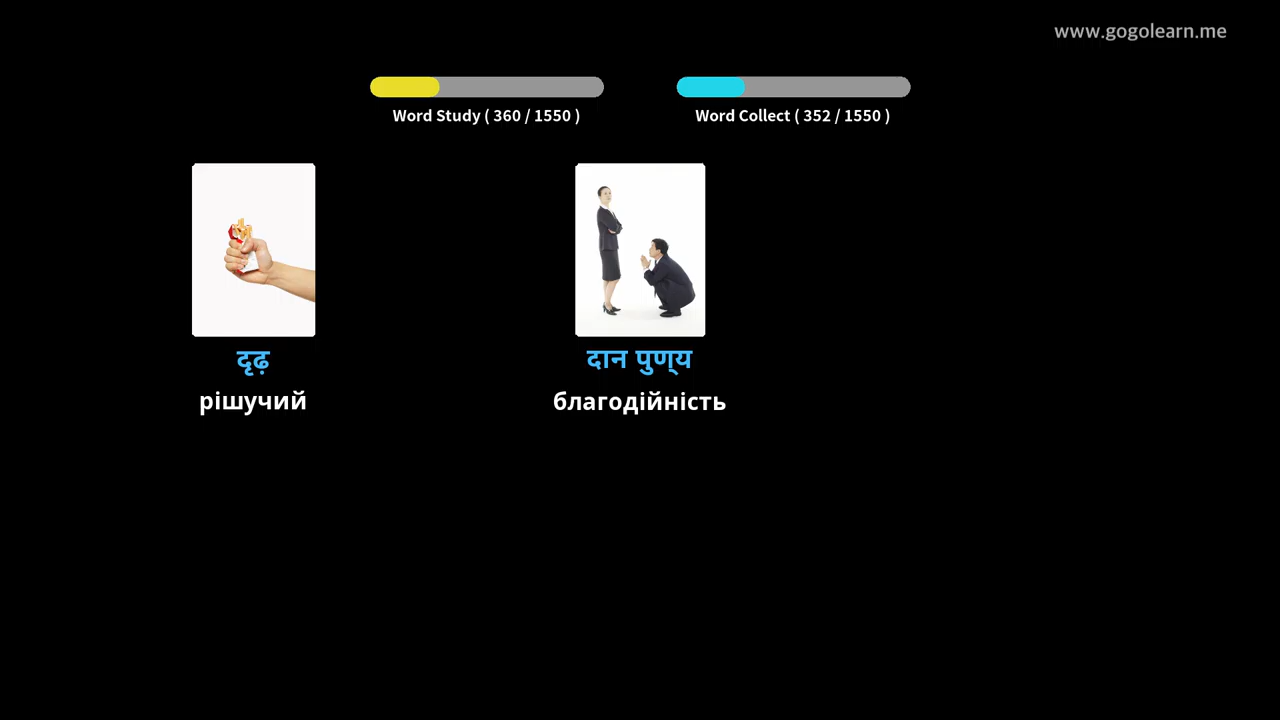 www.gogolearn.me
Word Study ( 360 / 1550 )
Word Collect ( 352 / 1550 )
दृढ़
दान पुण्य
рішучий
благодійність